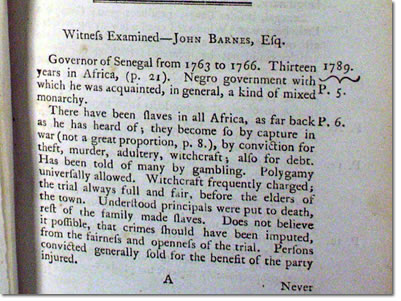 Witneſs Examined—JOHN BARNES, Eſq.
Governor of Senegal from 1763 to 1766. Thirteen 1789.
years in Africa, (p. 21). Negro government with
which he was acquainted, in general, a kind of mixed P. 5.
monarchy.
There have been ſlaves in all Africa, as far back P. 6.
as he has heard of; they become ſo by capture in
war (not a great proportion, p. 8.), by conviction for
theft, murder, adultery, witchcraft; alſo for debt.
Has been told of many by gambling. Polygamy
univerſally allowed. Witchcraft frequently charged;
the trial always full and fair, before the elders of
the town. Underſtood principals were put to death,
reſt of the family made ſlaves. Does not believe
it poſſible, that crimes ſhould have been imputed,
from the fairneſs and openneſs of the trial. Perſons
convicted generally ſold for the benefit of the party
injured.
A
Never